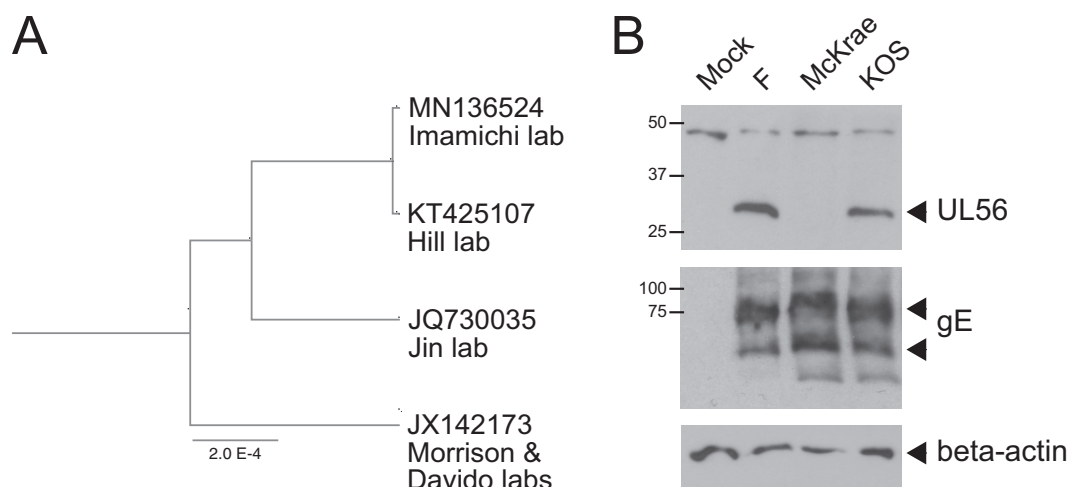 A
MN136524
Imamichi lab
KT425107
Hill lab
JQ730035
Jin lab
JX142173
Morrison &
Davido labs
2.0 E-4
B
Mock
F
McKrae
KOS
50
37
25
UL56
100
75
gE
beta-actin